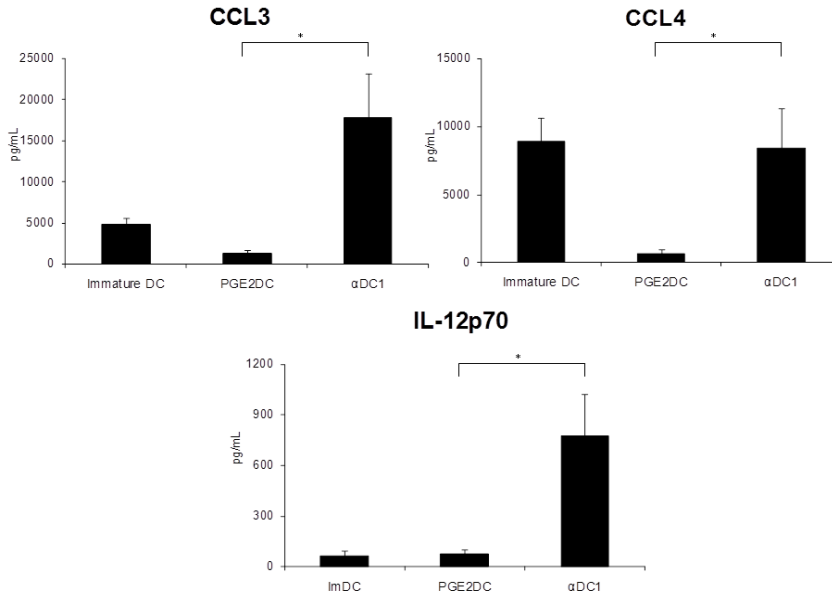 CCL3
*
25000
20000
15000
10000
5000
0
pg/mL
Immature DC PGE2DC αDC1
CCL4
*
15000
10000
5000
0
pg/mL
Immature DC PGE2DC αDC1
IL-12p70
*
1200
900
600
300
0
pg/mL
ImDC PGE2DC αDC1